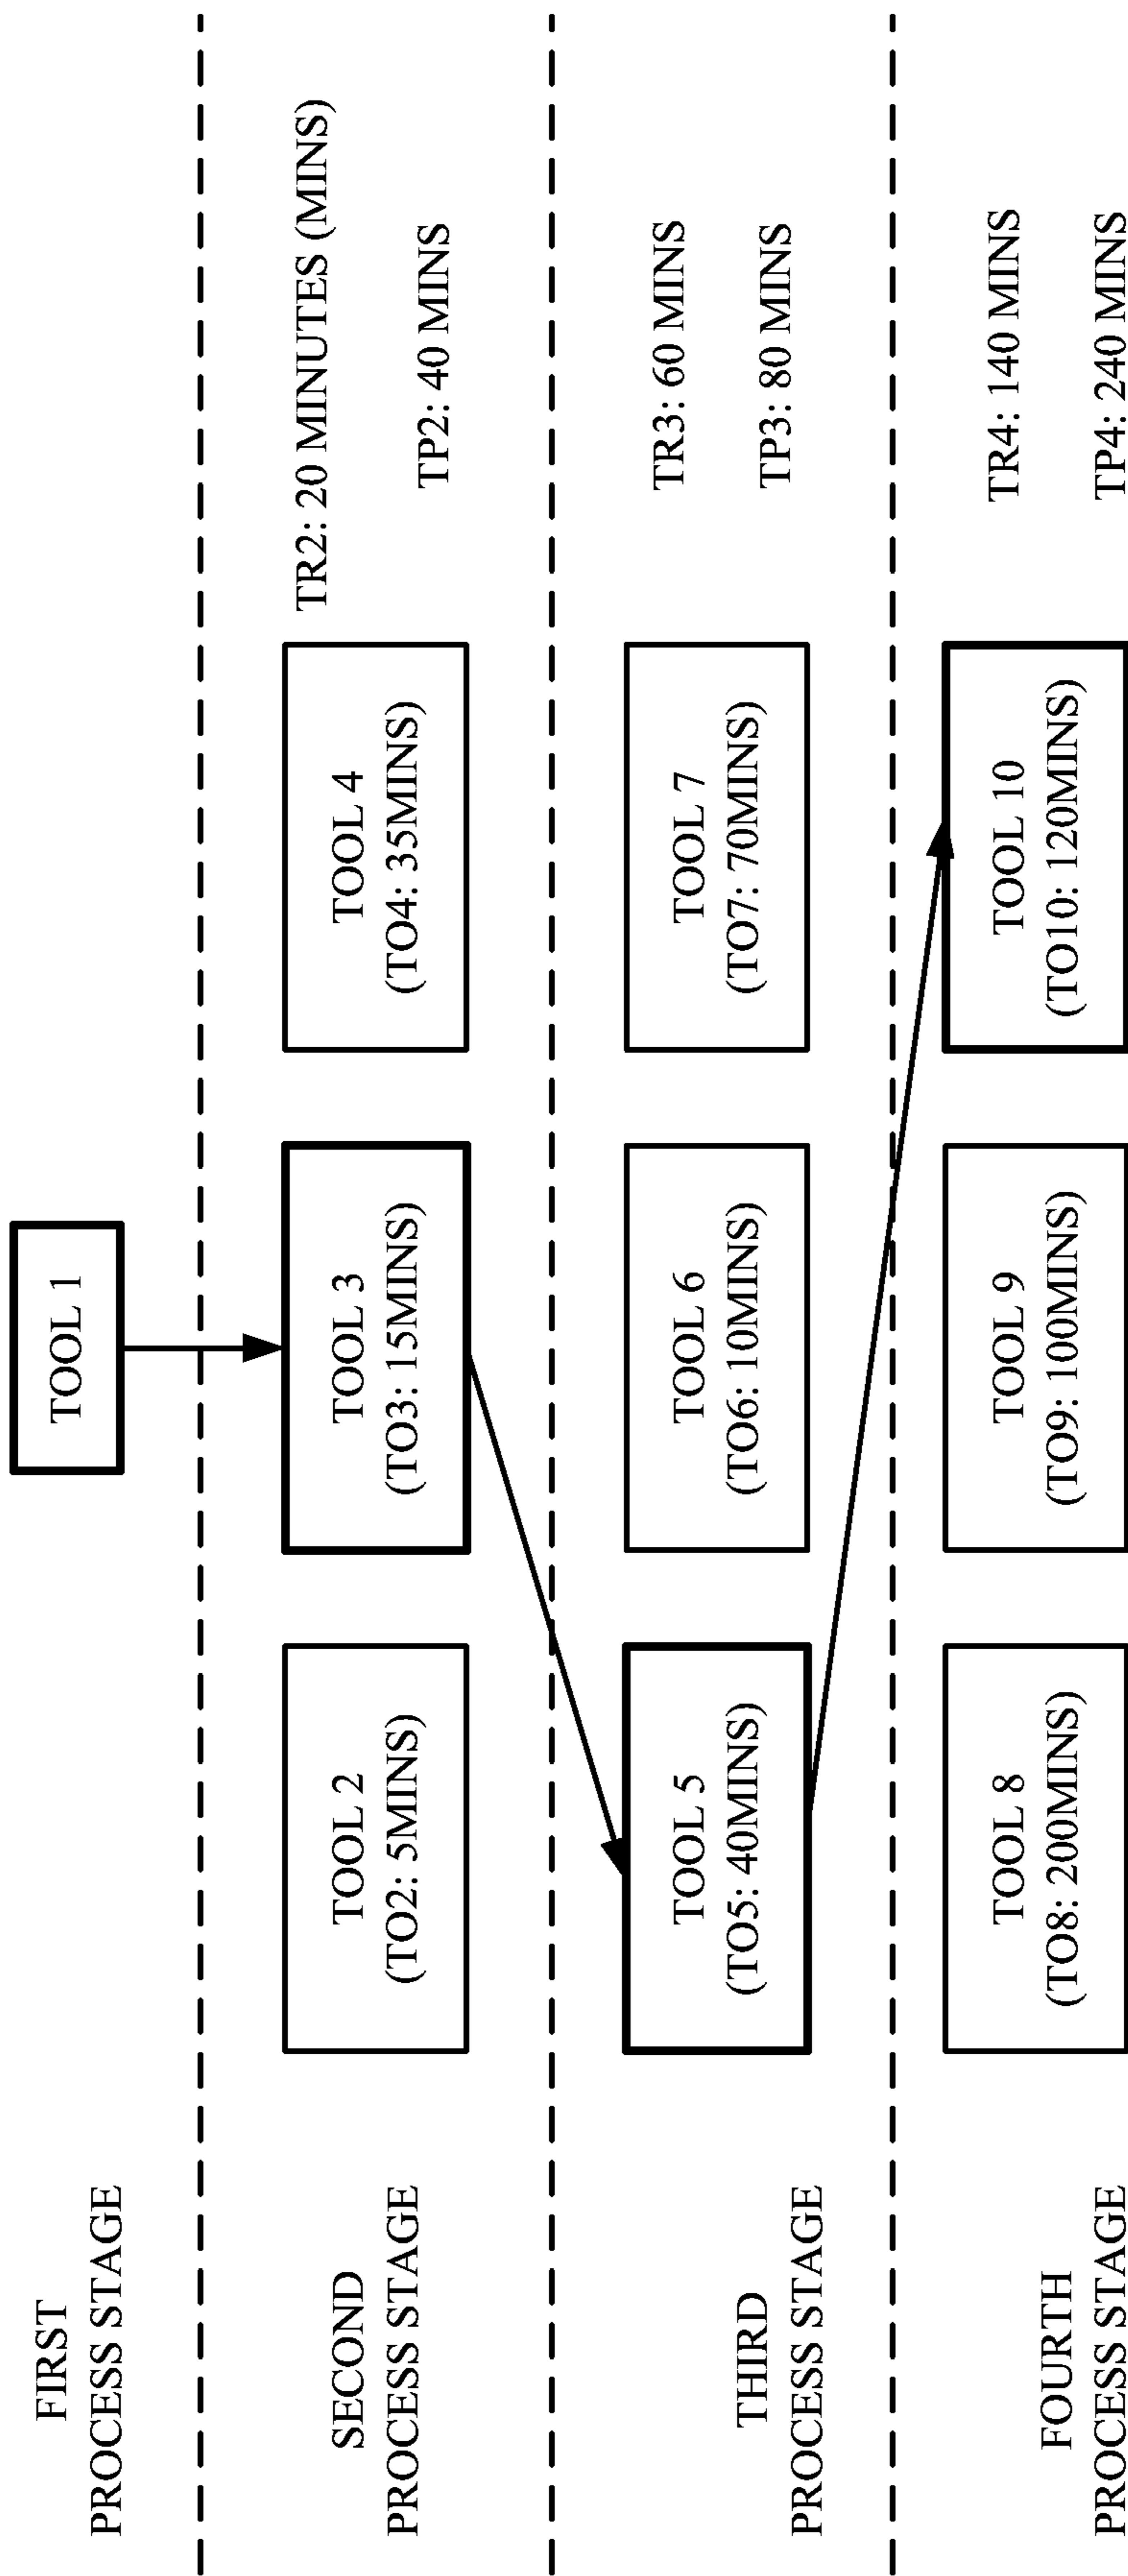 FIRST
PROCESS STAGE
TOOL 1
SECOND
PROCESS STAGE
TOOL 2
(TO2: 5MINS)
TOOL 3
(TO3: 15MINS)
TOOL 4
(TO4: 35MINS)
TR2: 20 MINUTES (MINS)
TP2: 40 MINS
THIRD
PROCESS STAGE
TOOL 5
(TO5: 40MINS)
TOOL 6
(TO6: 10MINS)
TOOL 7
(TO7: 70MINS)
TR3: 60 MINS
TP3: 80 MINS
FOURTH
PROCESS STAGE
TOOL 8
(TO8: 200MINS)
TOOL 9
(TO9: 100MINS)
TOOL 10
(TO10: 120MINS)
TR4: 140 MINS
TP4: 240 MINS